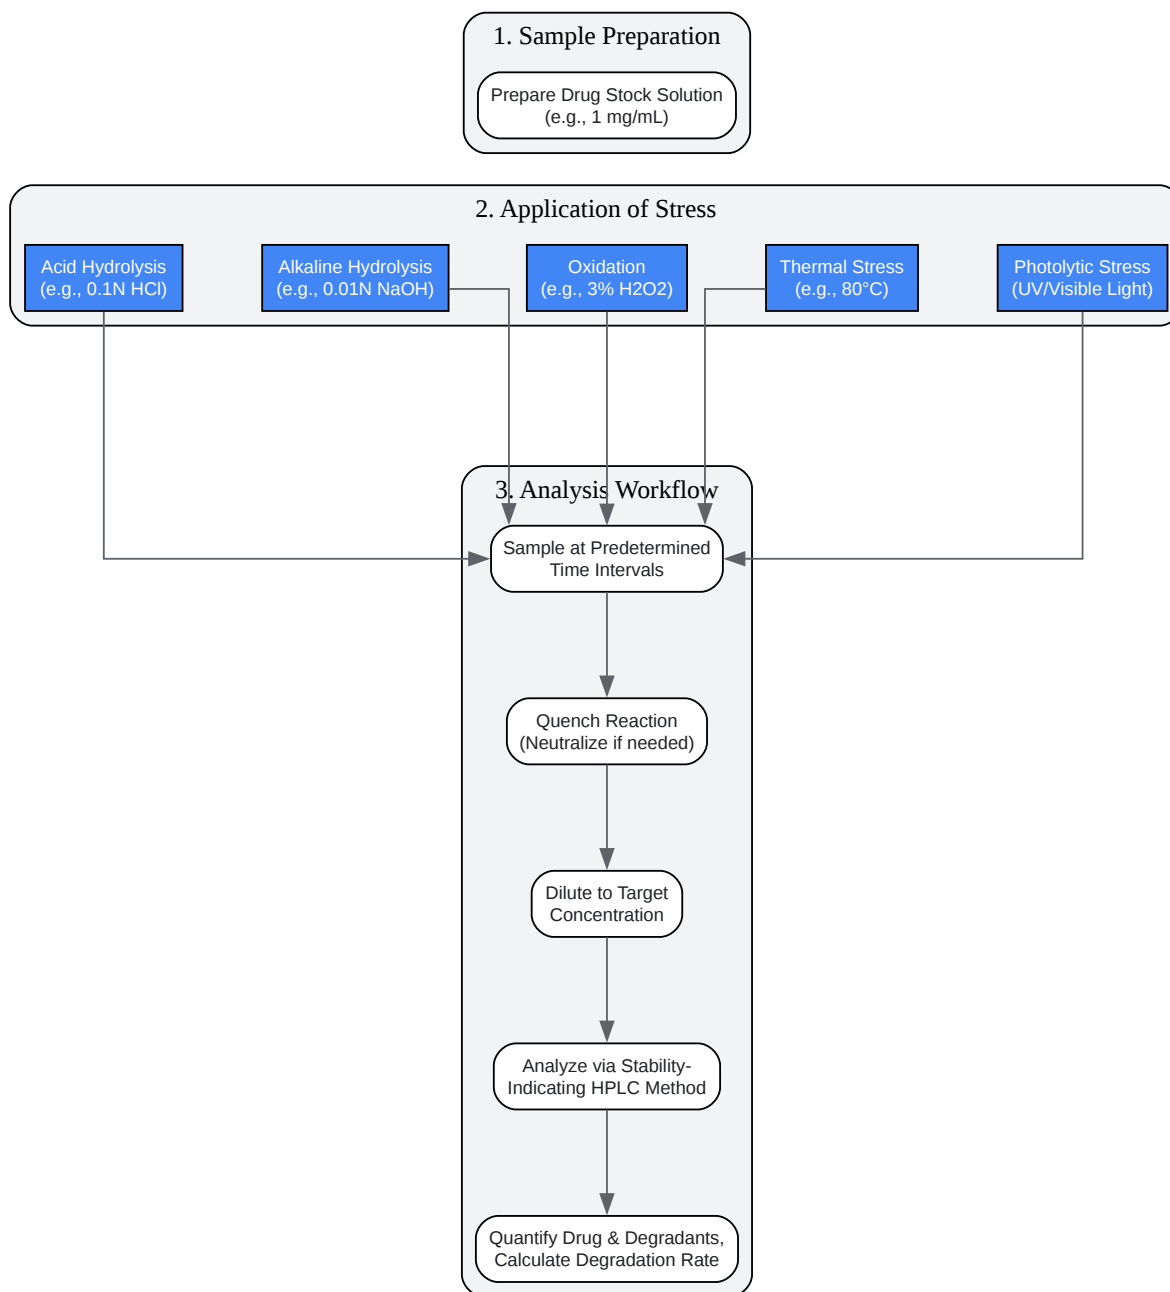 1. Sample Preparation
Prepare Drug Stock Solution
(e.g., 1 mg/mL)
2. Application of Stress
Acid Hydrolysis
(e.g., 0.1N HCl)
Alkaline Hydrolysis
(e.g., 0.01N NaOH)
Oxidation
(e.g., 3% H2O2)
Thermal Stress
(e.g., 80°C)
Photolytic Stress
(UV/Visible Light)
3. Analysis Workflow
Sample at Predetermined
Time Intervals
Quench Reaction
(Neutralize if needed)
Dilute to Target
Concentration
Analyze via Stability-
Indicating HPLC Method
Quantify Drug & Degradants,
Calculate Degradation Rate